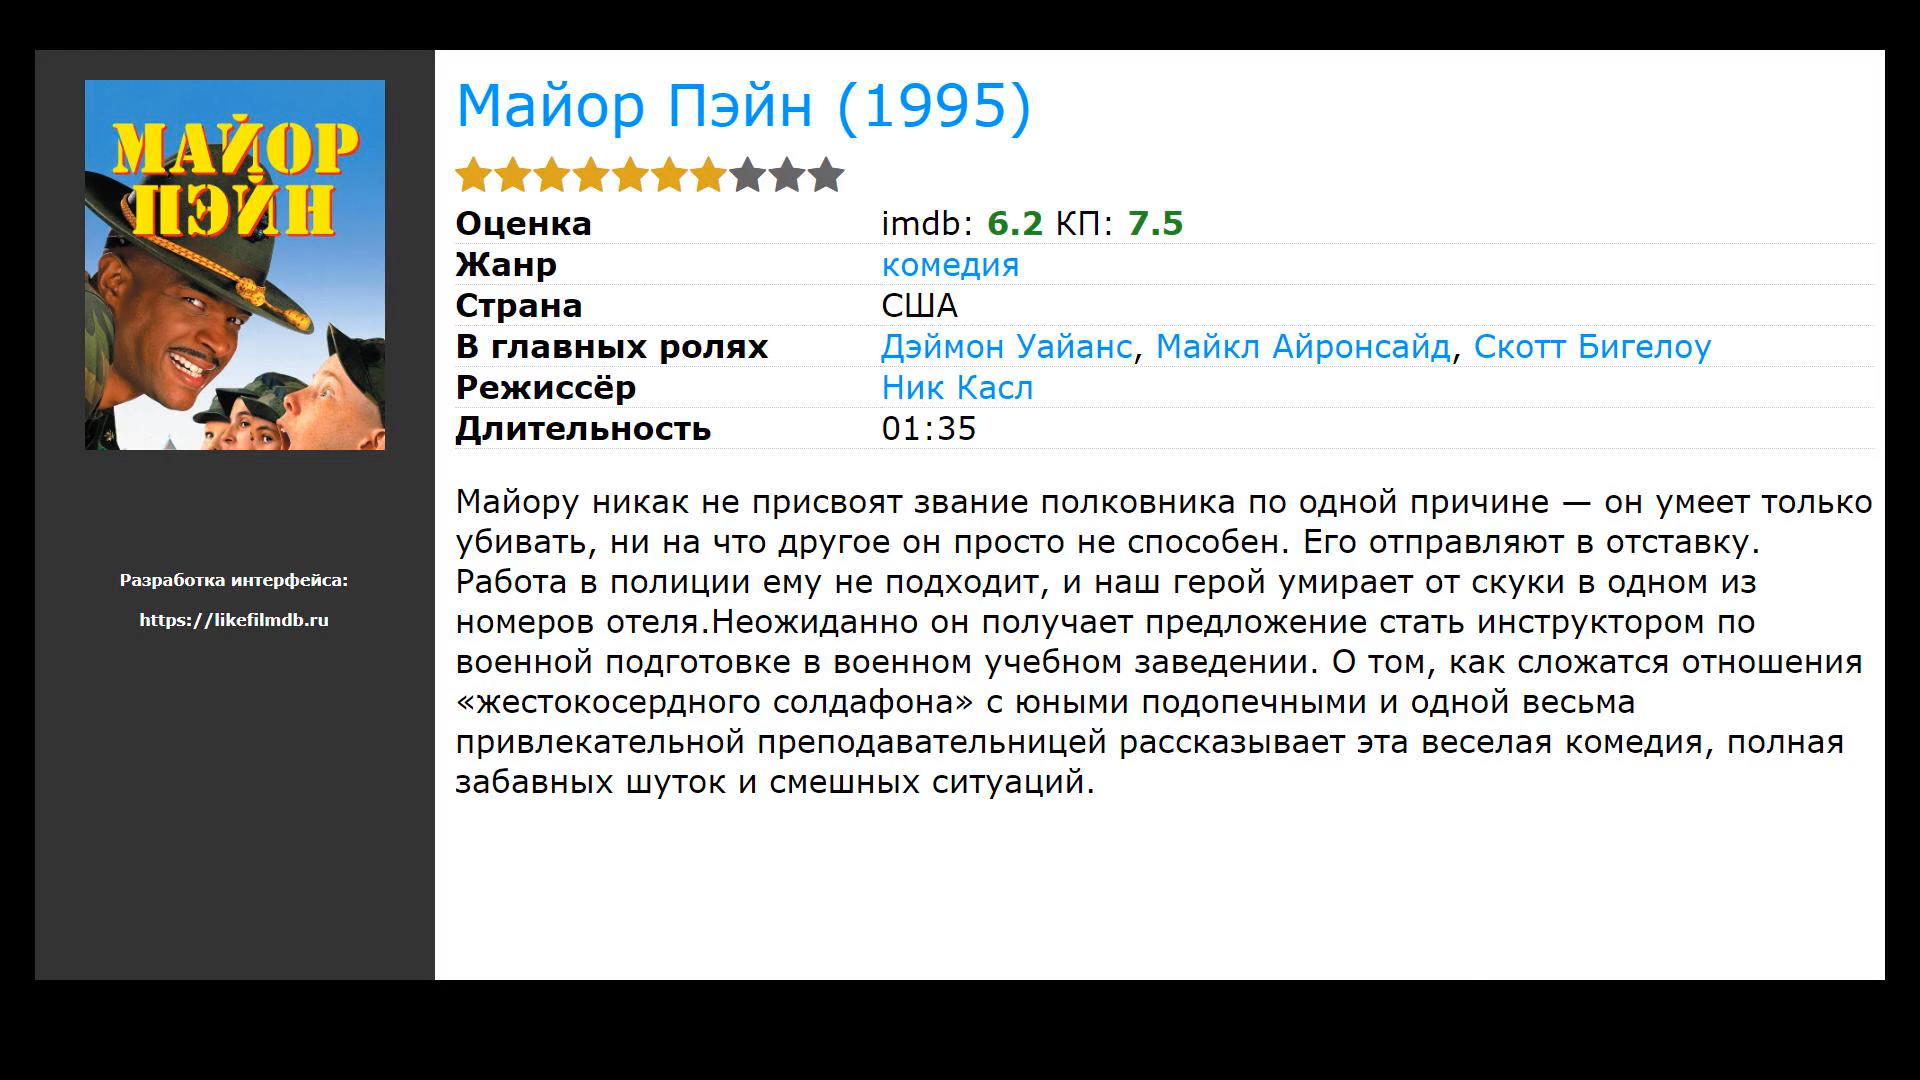 МАЙОР
ПЭЙН
Разработка интерфейса:
https://likefilmdb.ru
Майор Пэйн (1995)
Оценка imdb: 6.2 КП: 7.5
Жанр комедия
Страна США
В главных ролях Дэймон Уайанс, Майкл Айронсайд, Скотт Бигелоу
Режиссёр Ник Касл
Длительность 01:35
Майору никак не присвоят звание полковника по одной причине — он умеет только
убивать, ни на что другое он просто не способен. Его отправляют в отставку.
Работа в полиции ему не подходит, и наш герой умирает от скуки в одном из
номеров отеля.Неожиданно он получает предложение стать инструктором по
военной подготовке в военном учебном заведении. О том, как сложатся отношения
«жестокосердного солдафона» с юными подопечными и одной весьма
привлекательной преподавательницей рассказывает эта веселая комедия, полная
забавных шуток и смешных ситуаций.